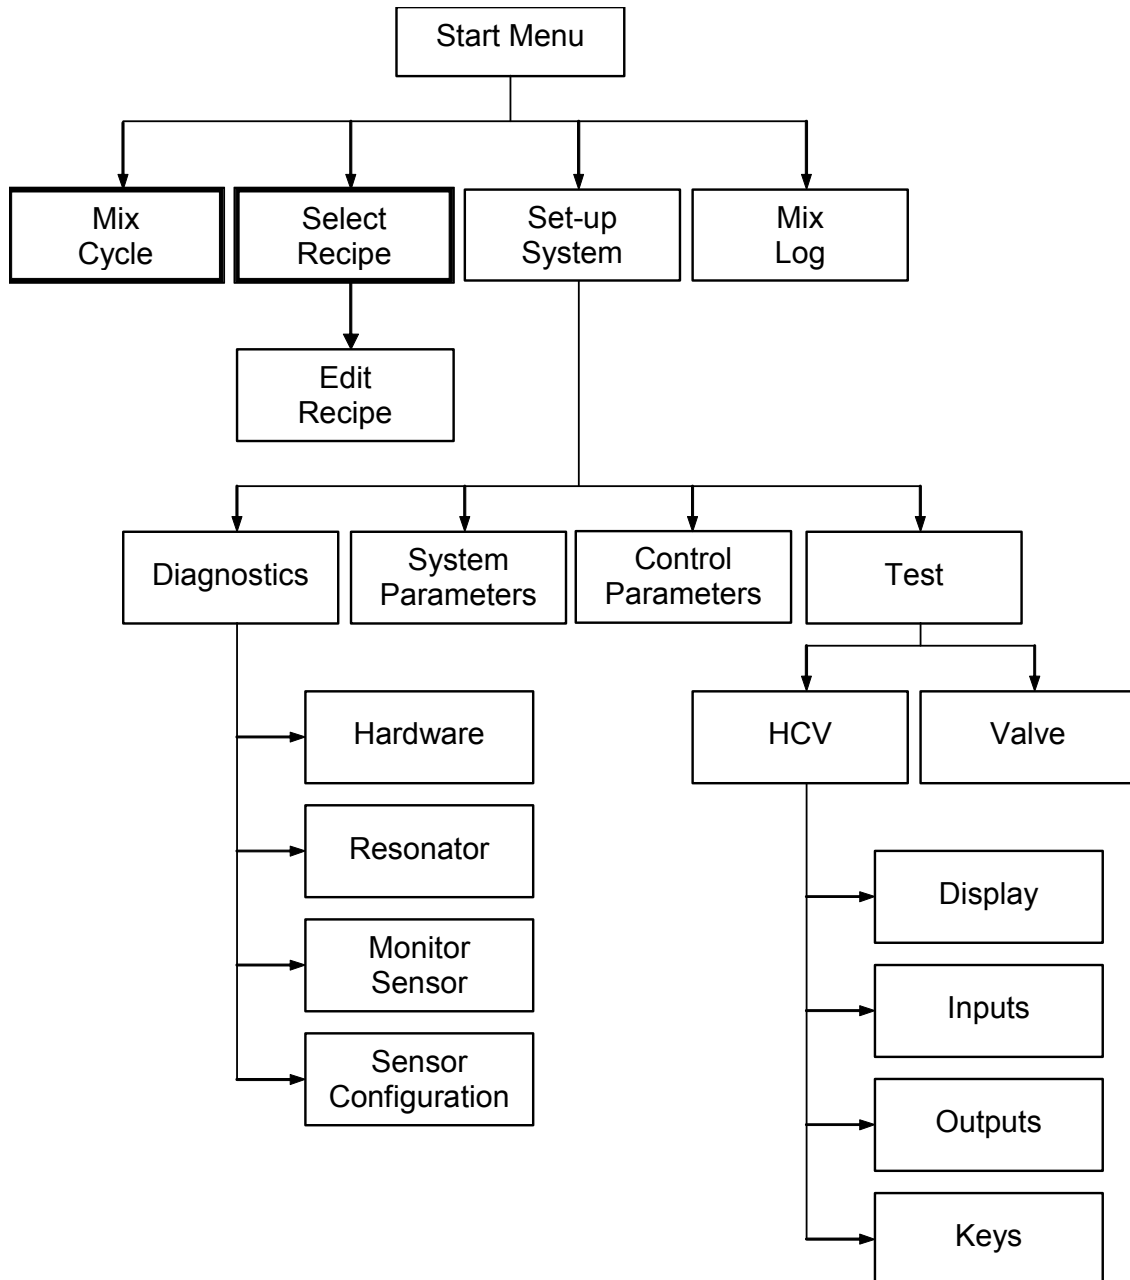 Start Menu
Mix
Cycle
Select
Recipe
Set-up
System
Mix
Log
Edit
Recipe
Diagnostics
System
Parameters
Control
Parameters
Test
Hardware
Resonator
Monitor
Sensor
Sensor
Configuration
HCV
Valve
Display
Inputs
Outputs
Keys